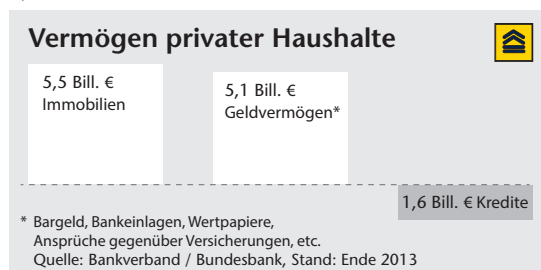 Vermögen privater Haushalte
5,5 Bill. €
Immobilien
5,1 Bill. €
Geldvermögen*
1,6 Bill. € Kredite
* Bargeld, Bankeinlagen, Wertpapiere,
Ansprüche gegenüber Versicherungen, etc.
Quelle: Bankverband / Bundesbank, Stand: Ende 2013